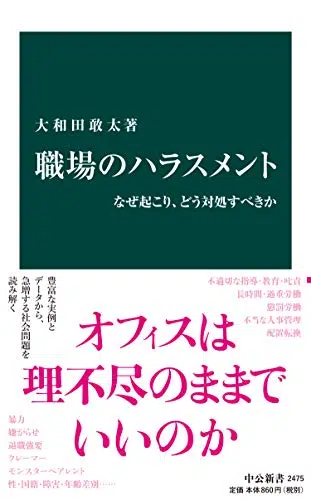 大和田敢太著
職場のハラスメント
なぜ起こり、どう対処すべきか
不適切な指導・教育・叱責
長時間・過重労働
懲罰労働
不当な人事管理
配置転換
豊富な実例と
データから、
急増する社会問題を
読み解く
オフィスは
理不尽のままで
いいのか
暴力
嫌がらせ
退職強要
クレーマー
モンスターペアレント
性・国籍・障害・年齢差別……
中公新書 2475
定価 本体860円(税別)